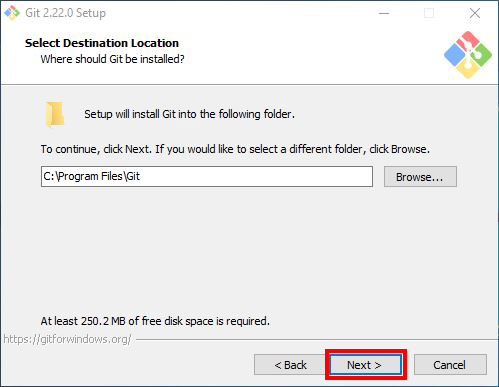 Git 2.22.0 Setup
Select Destination Location
Where should Git be installed?
Setup will install Git into the following folder.
To continue, click Next. If you would like to select a different folder, click Browse.
C:\Program Files\Git
Browse...
At least 250.2 MB of free disk space is required.
https://gitforwindows.org/
< Back
Next >
Cancel